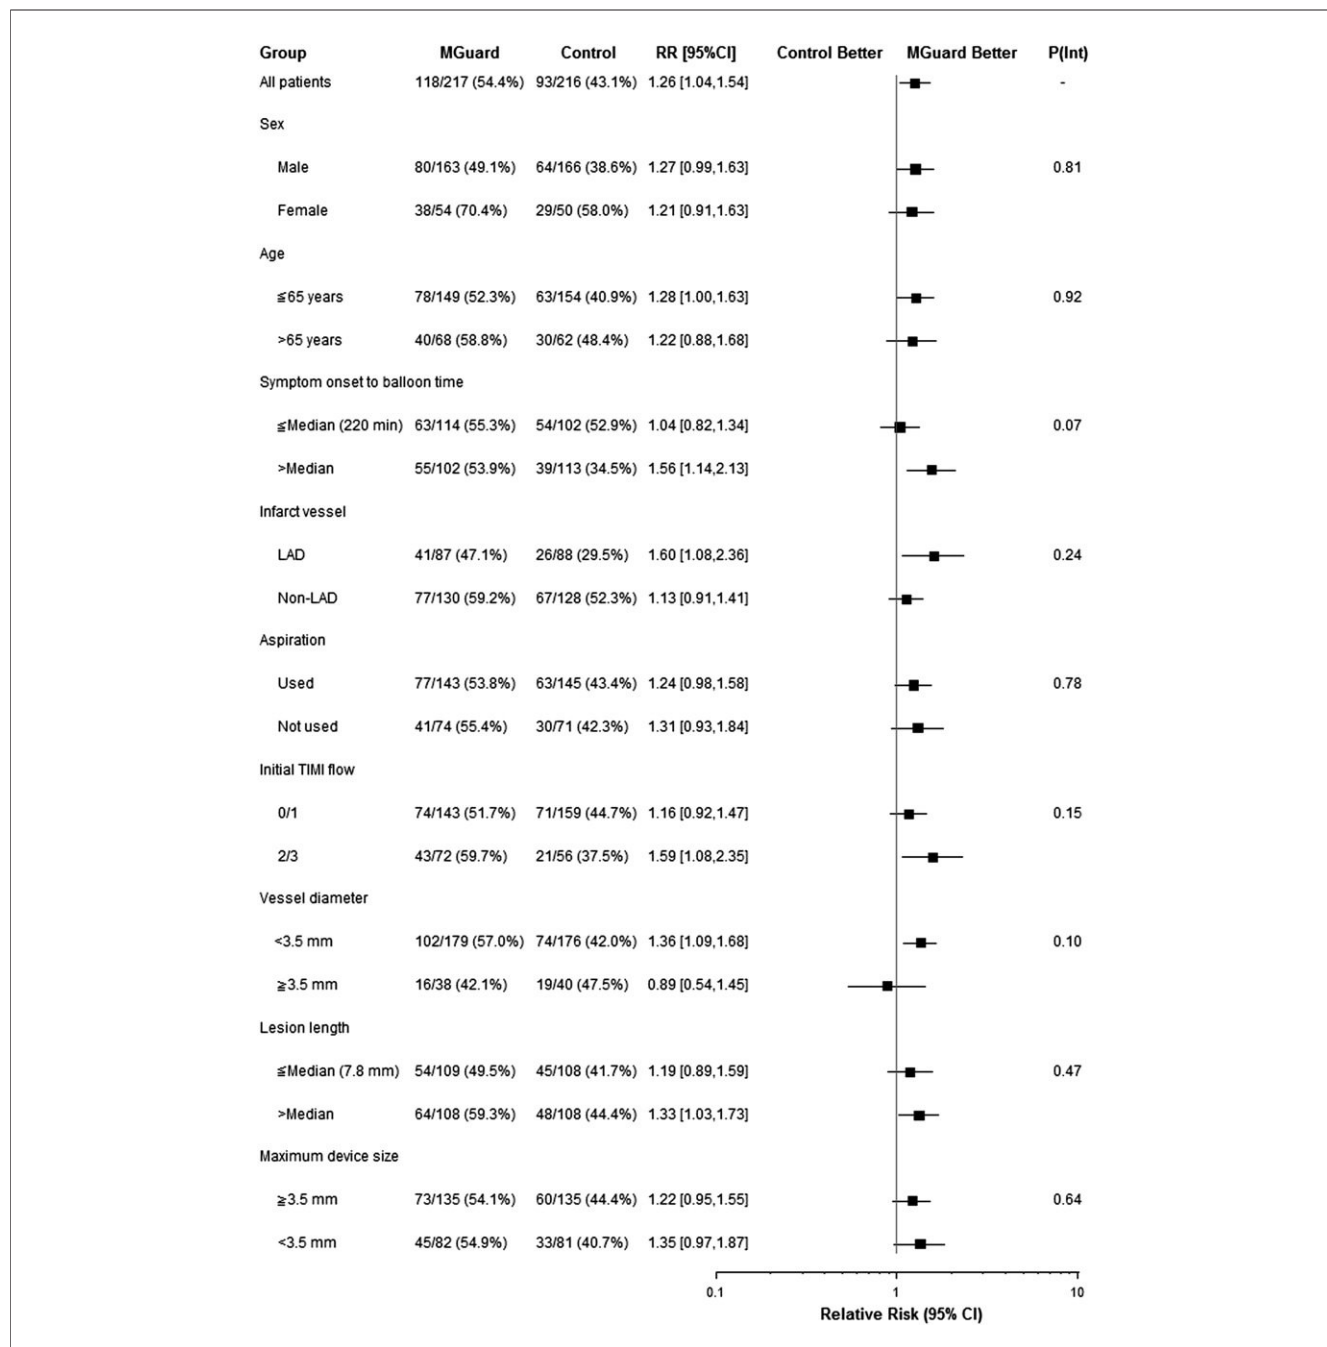 Group MGuard Control RR [95%CI] Control Better MGuard Better P(Int)
All patients 118/217 (54.4%) 93/216 (43.1%) 1.26 [1.04,1.54] -
Sex
Male 80/163 (49.1%) 64/166 (38.6%) 1.27 [0.99,1.63] 0.81
Female 38/54 (70.4%) 29/50 (58.0%) 1.21 [0.91,1.63]
Age
≦65 years 78/149 (52.3%) 63/154 (40.9%) 1.28 [1.00,1.63] 0.92
>65 years 40/68 (58.8%) 30/62 (48.4%) 1.22 [0.88,1.68]
Symptom onset to balloon time
≦Median (220 min) 63/114 (55.3%) 54/102 (52.9%) 1.04 [0.82,1.34] 0.07
>Median 55/102 (53.9%) 39/113 (34.5%) 1.56 [1.14,2.13]
Infarct vessel
LAD 41/87 (47.1%) 26/88 (29.5%) 1.60 [1.08,2.36] 0.24
Non-LAD 77/130 (59.2%) 67/128 (52.3%) 1.13 [0.91,1.41]
Aspiration
Used 77/143 (53.8%) 63/145 (43.4%) 1.24 [0.98,1.58] 0.78
Not used 41/74 (55.4%) 30/71 (42.3%) 1.31 [0.93,1.84]
Initial TIMI flow
0/1 74/143 (51.7%) 71/159 (44.7%) 1.16 [0.92,1.47] 0.15
2/3 43/72 (59.7%) 21/56 (37.5%) 1.59 [1.08,2.35]
Vessel diameter
<3.5 mm 102/179 (57.0%) 74/176 (42.0%) 1.36 [1.09,1.68] 0.10
≧3.5 mm 16/38 (42.1%) 19/40 (47.5%) 0.89 [0.54,1.45]
Lesion length
≦Median (7.8 mm) 54/109 (49.5%) 45/108 (41.7%) 1.19 [0.89,1.59] 0.47
>Median 64/108 (59.3%) 48/108 (44.4%) 1.33 [1.03,1.73]
Maximum device size
≧3.5 mm 73/135 (54.1%) 60/135 (44.4%) 1.22 [0.95,1.55] 0.64
<3.5 mm 45/82 (54.9%) 33/81 (40.7%) 1.35 [0.97,1.87]
0.1 1 10
Relative Risk (95% CI)